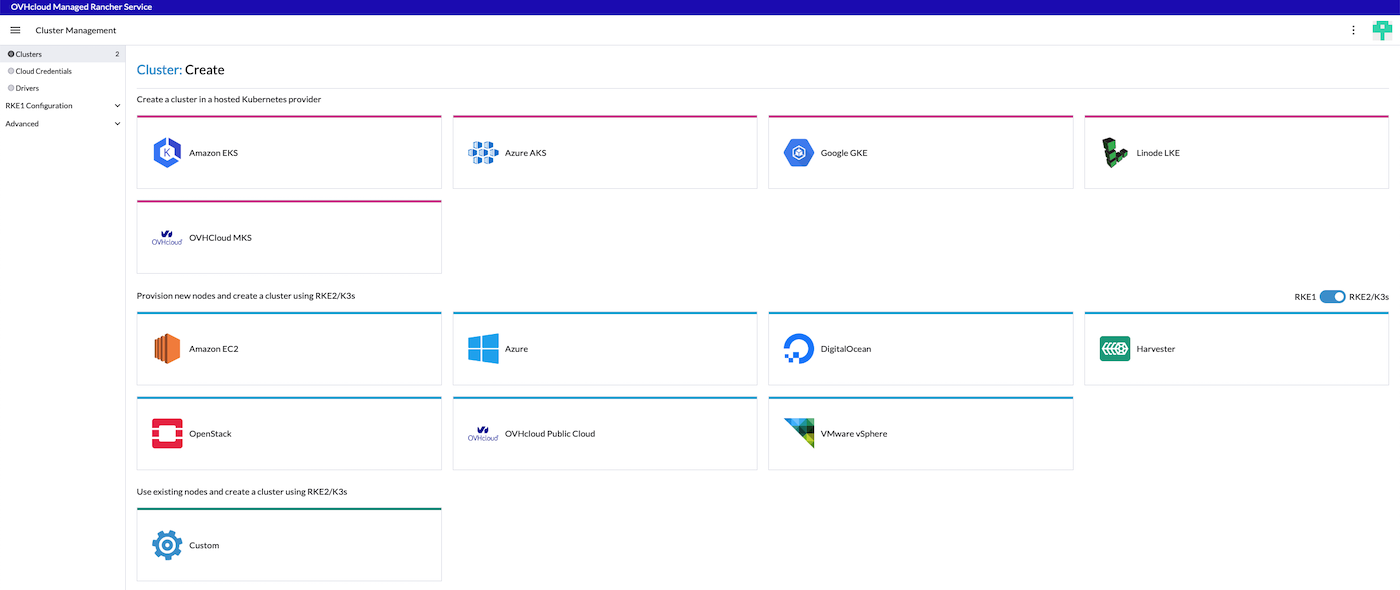 OVHcloud Managed Rancher Service
Cluster Management
Clusters 2
Cloud Credentials
Drivers
RKE1 Configuration
Advanced
Cluster: Create
Create a cluster in a hosted Kubernetes provider
K Amazon EKS
Azure AKS
Google GKE
Linode LKE
OVHcloud OVHCloud MKS
Provision new nodes and create a cluster using RKE2/K3s
RKE1 RKE2/K3s
Amazon EC2
Azure
DigitalOcean
Harvester
OpenStack
OVHcloud OVHcloud Public Cloud
VMware vSphere
Use existing nodes and create a cluster using RKE2/K3s
Custom